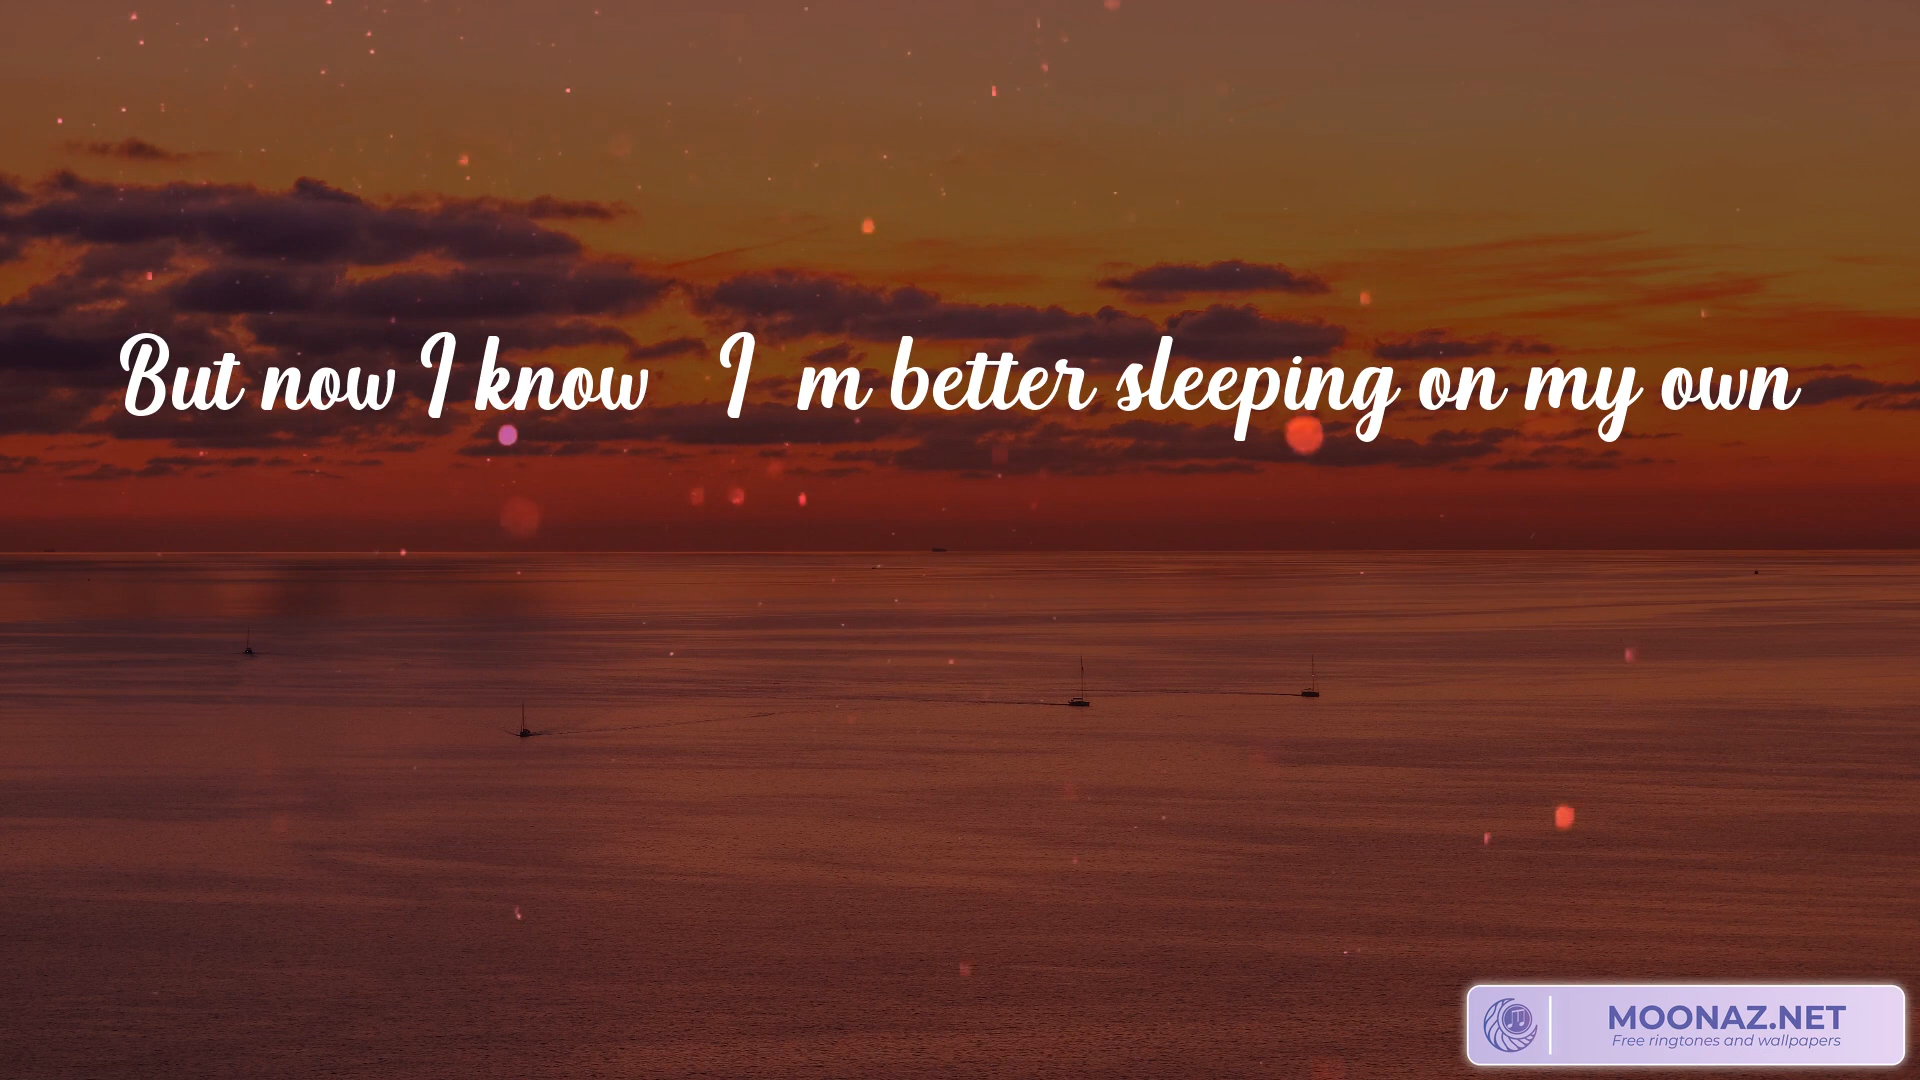 But now I know I m better sleeping on my own
MOONAZ.NET
Free ringtones and wallpapers